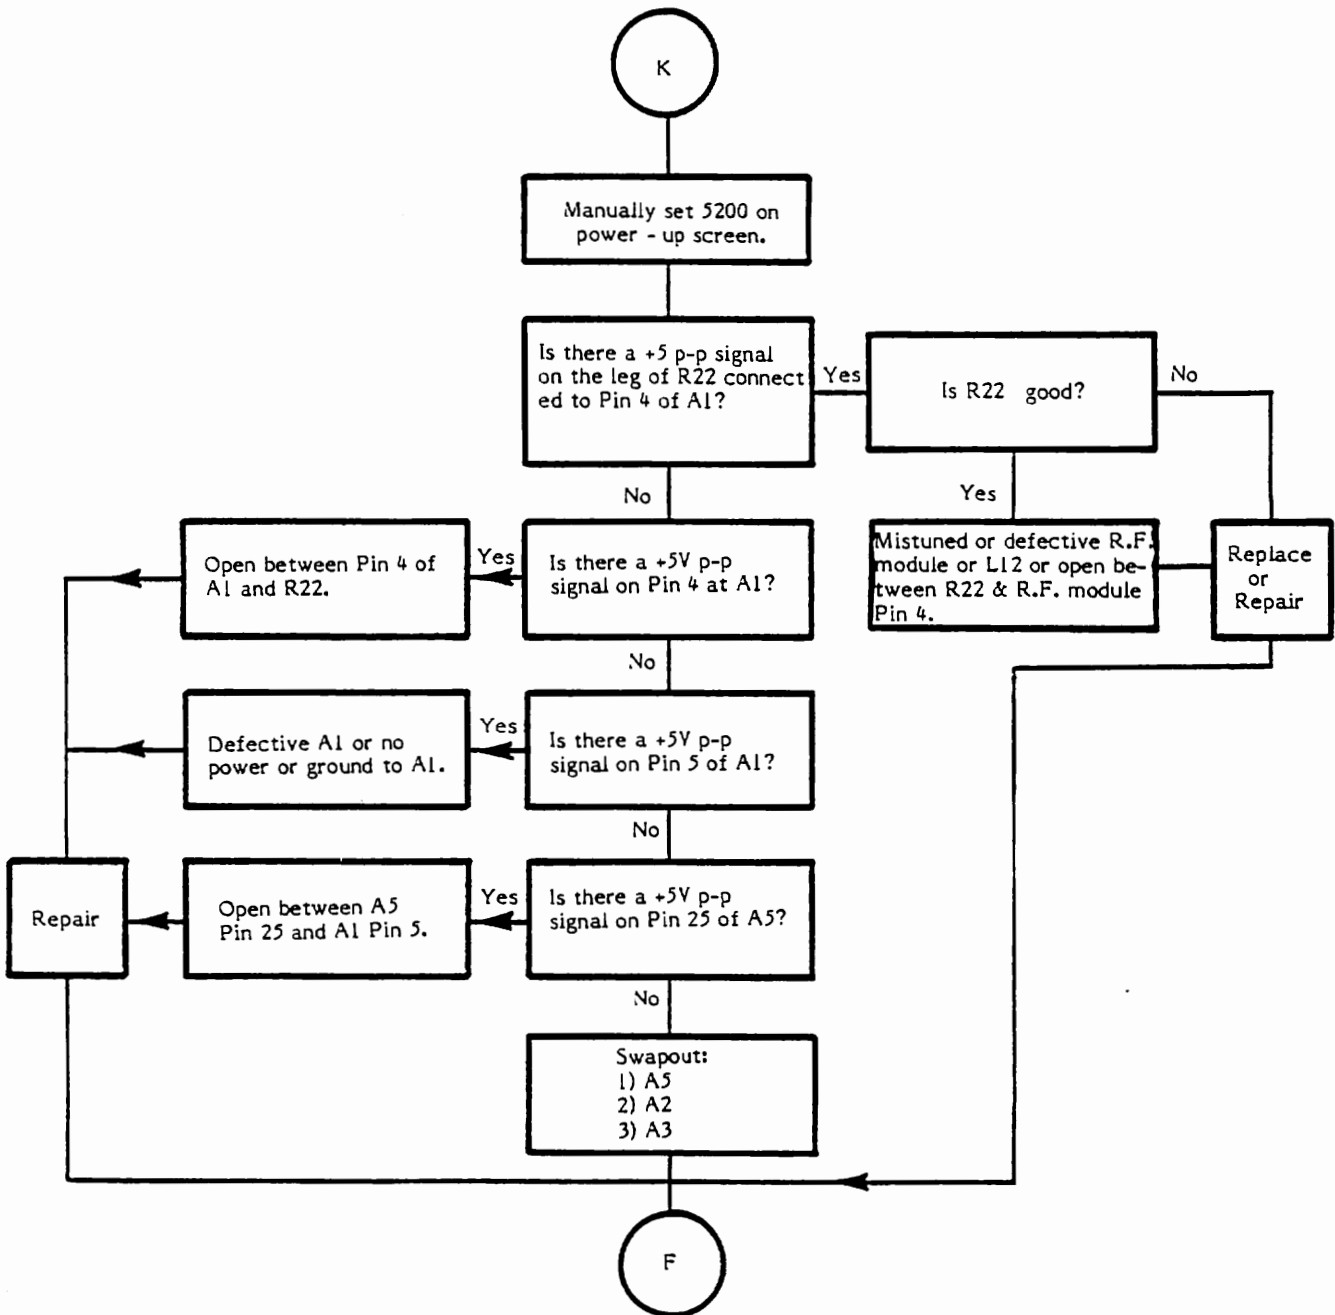 K
Manually set 5200 on
power - up screen.
Is there a +5 p-p signal
on the leg of R22 connect
ed to Pin 4 of A1?
Yes
Is R22 good?
No
No
Yes
Open between Pin 4 of
A1 and R22.
Yes
Is there a +5V p-p
signal on Pin 4 at A1?
Mistuned or defective R.F.
module or L12 or open be-
tween R22 & R.F. module
Pin 4.
Replace
or
Repair
No
Defective A1 or no
power or ground to A1.
Yes
Is there a +5V p-p
signal on Pin 5 of A1?
No
Repair
Open between A5
Pin 25 and A1 Pin 5.
Yes
Is there a +5V p-p
signal on Pin 25 of A5?
No
Swapout:
1) A5
2) A2
3) A3
F